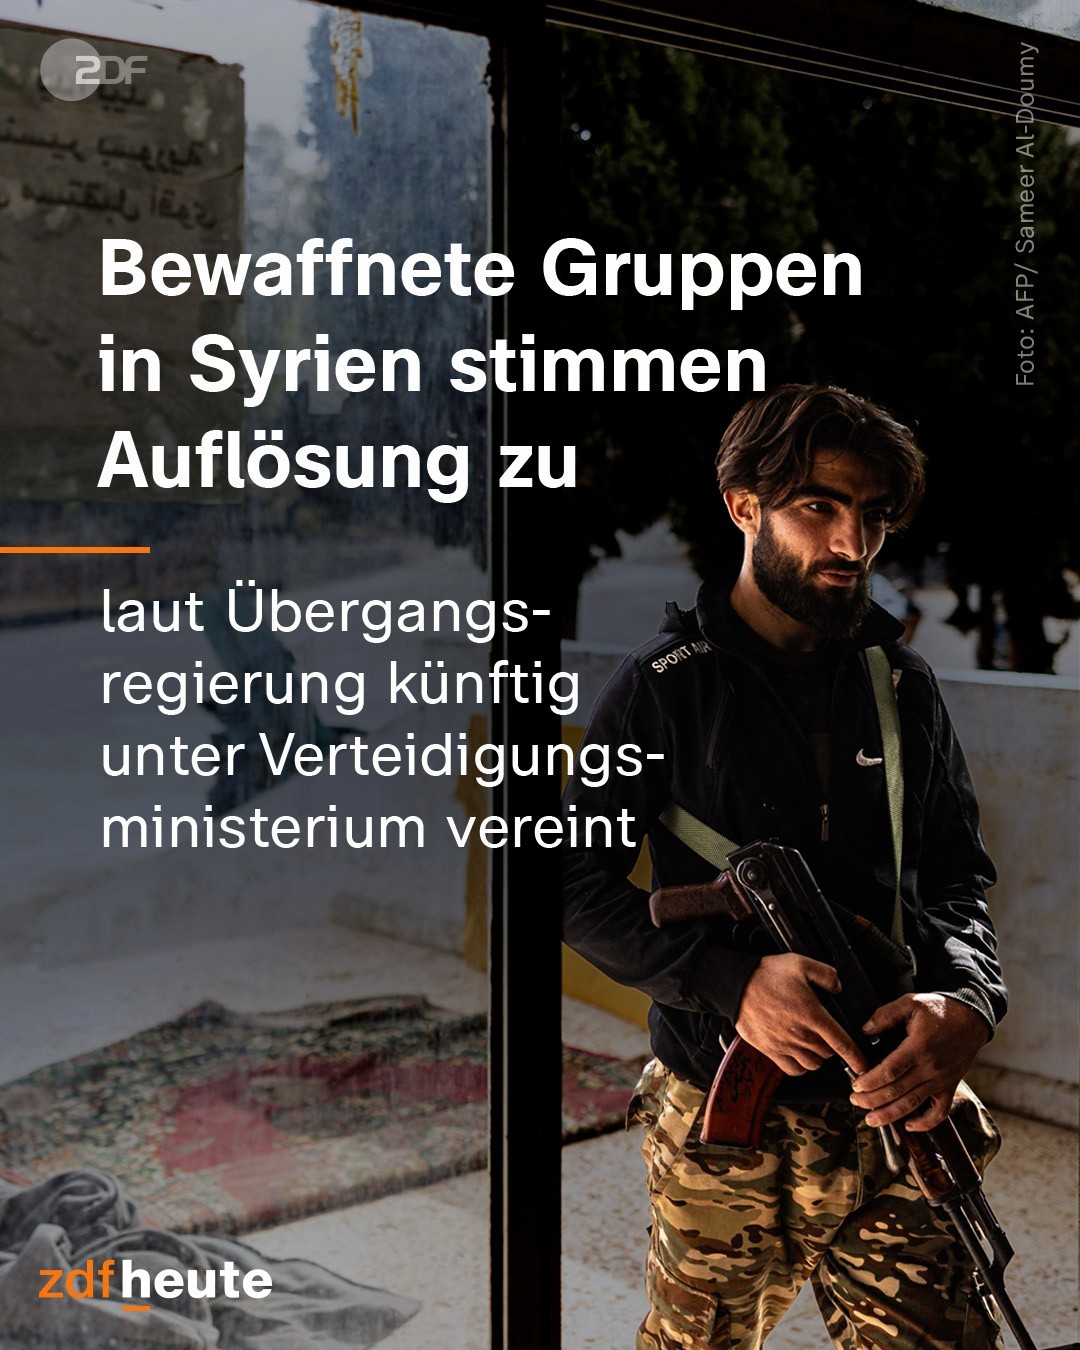 ZDF
Foto: AFP/ Sameer Al-Doumy
Bewaffnete Gruppen
in Syrien stimmen
Auflösung zu
laut Übergangs-
regierung künftig
unter Verteidigungs-
ministerium vereint
SPORT AIR
zdfheute